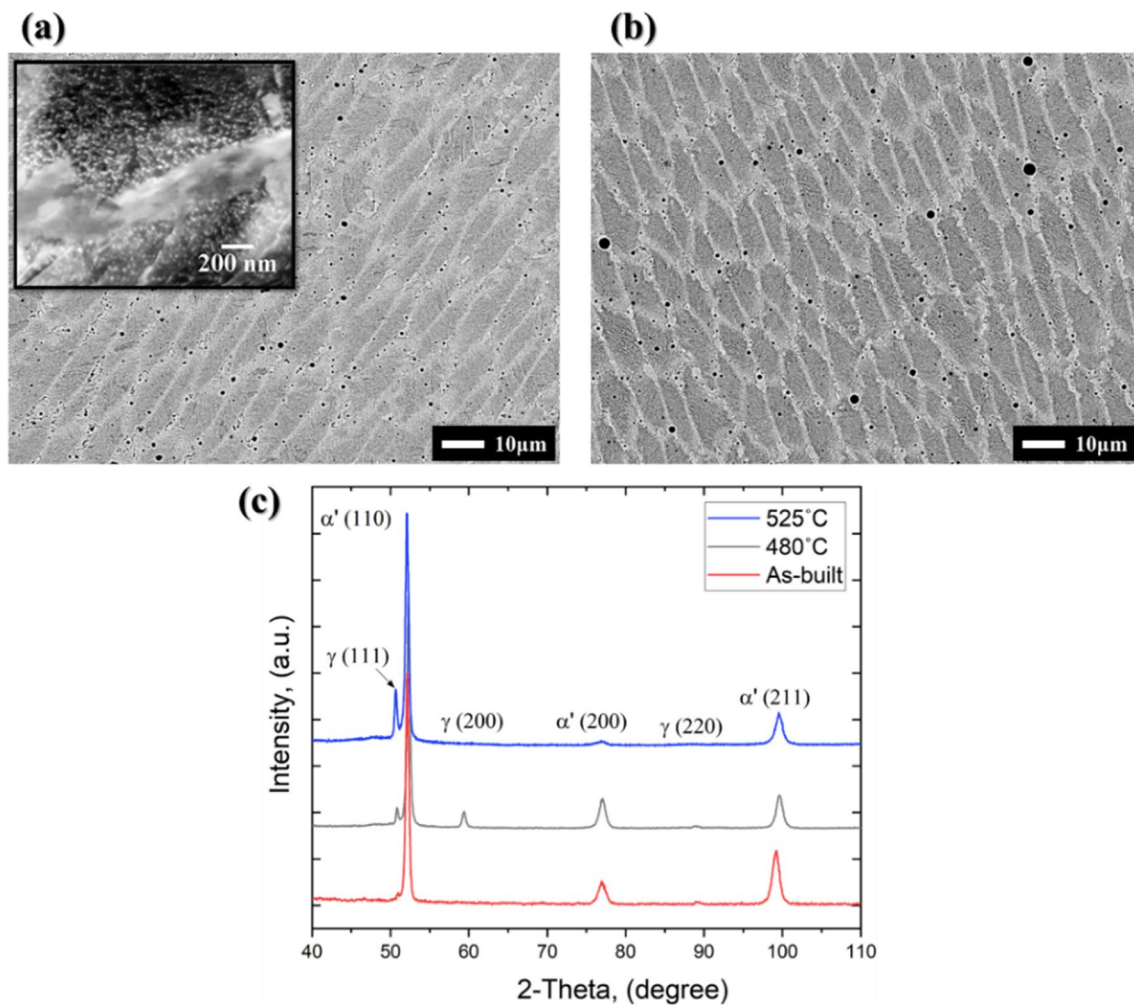 (a)
(b)
200 nm
10μm
10μm
(c)
α' (110)
525˚C
480˚C
As-built
γ (111)
γ (200)
α' (200)
γ (220)
α' (211)
Intensity, (a.u.)
40 50 60 70 80 90 100 110
2-Theta, (degree)